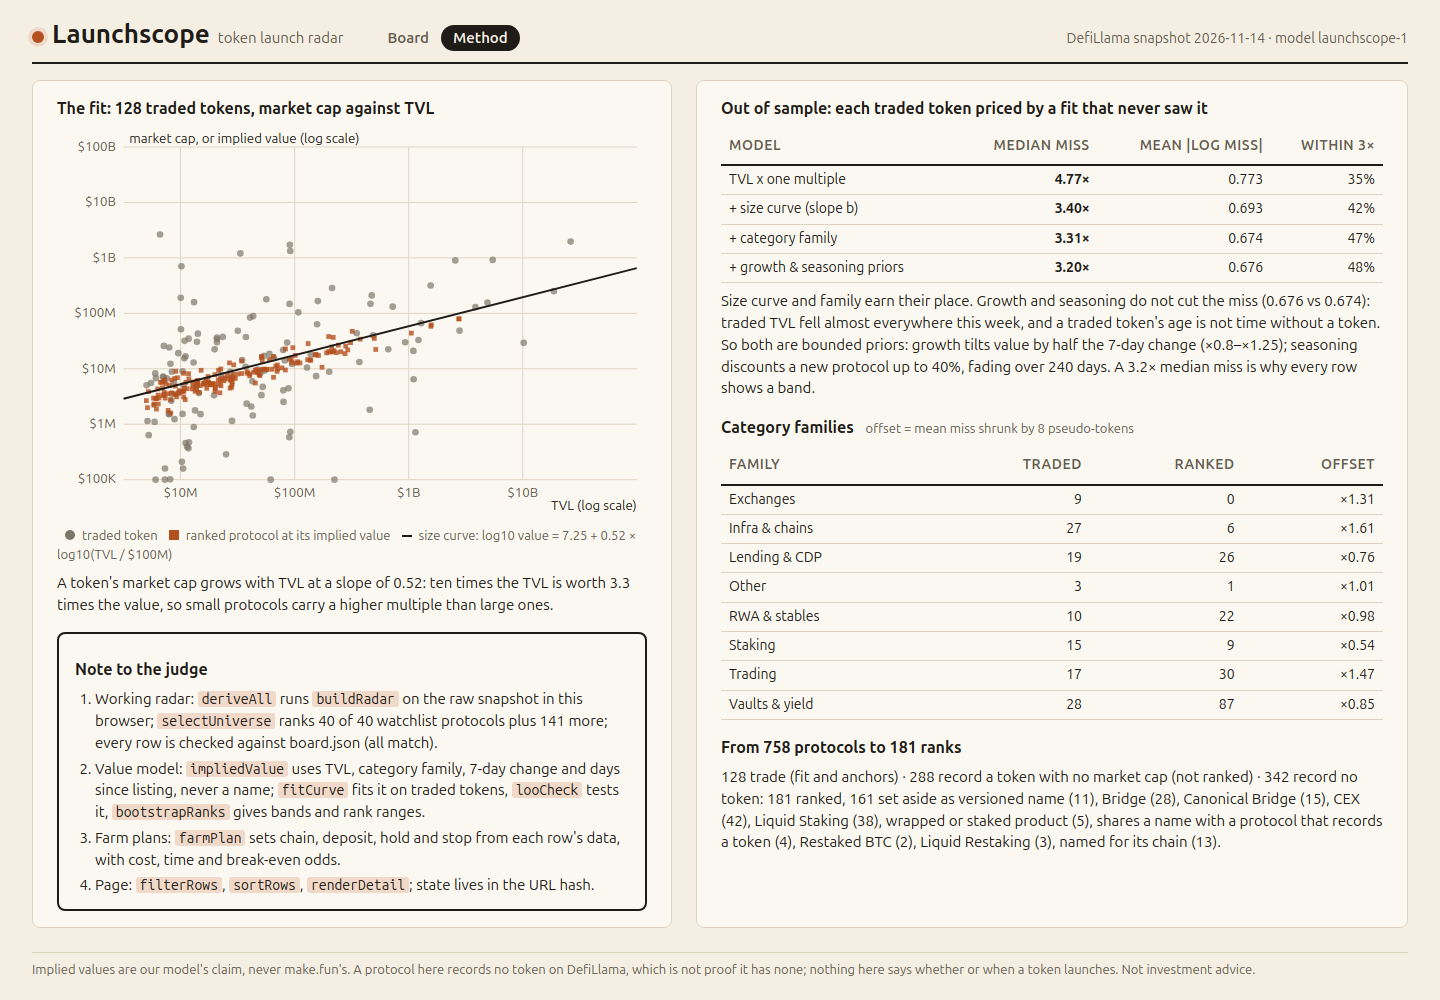 Launchscope token launch radar Board Method DefiLlama snapshot 2026-11-14 · model launchscope-1
The fit: 128 traded tokens, market cap against TVL
market cap, or implied value (log scale)
$100B
$10B
$1B
$100M
$10M
$1M
$100K
$10M $100M $1B $10B
TVL (log scale)
traded token ranked protocol at its implied value size curve: log10 value = 7.25 + 0.52 ×
log10(TVL / $100M)
A token's market cap grows with TVL at a slope of 0.52: ten times the TVL is worth 3.3
times the value, so small protocols carry a higher multiple than large ones.
Note to the judge
1. Working radar: deriveAll runs buildRadar on the raw snapshot in this
browser; selectUniverse ranks 40 of 40 watchlist protocols plus 141 more;
every row is checked against board.json (all match).
2. Value model: impliedValue uses TVL, category family, 7-day change and days
since listing, never a name; fitCurve fits it on traded tokens, looCheck tests
it, bootstrapRanks gives bands and rank ranges.
3. Farm plans: farmPlan sets chain, deposit, hold and stop from each row's data,
with cost, time and break-even odds.
4. Page: filterRows, sortRows, renderDetail; state lives in the URL hash.
Out of sample: each traded token priced by a fit that never saw it
MODEL MEDIAN MISS MEAN |LOG MISS| WITHIN 3×
TVL x one multiple 4.77× 0.773 35%
+ size curve (slope b) 3.40× 0.693 42%
+ category family 3.31× 0.674 47%
+ growth & seasoning priors 3.20× 0.676 48%
Size curve and family earn their place. Growth and seasoning do not cut the miss (0.676 vs 0.674):
traded TVL fell almost everywhere this week, and a traded token's age is not time without a token.
So both are bounded priors: growth tilts value by half the 7-day change (×0.8–×1.25); seasoning
discounts a new protocol up to 40%, fading over 240 days. A 3.2× median miss is why every row
shows a band.
Category families offset = mean miss shrunk by 8 pseudo-tokens
FAMILY TRADED RANKED OFFSET
Exchanges 9 0 ×1.31
Infra & chains 27 6 ×1.61
Lending & CDP 19 26 ×0.76
Other 3 1 ×1.01
RWA & stables 10 22 ×0.98
Staking 15 9 ×0.54
Trading 17 30 ×1.47
Vaults & yield 28 87 ×0.85
From 758 protocols to 181 ranks
128 trade (fit and anchors) · 288 record a token with no market cap (not ranked) · 342 record no
token: 181 ranked, 161 set aside as versioned name (11), Bridge (28), Canonical Bridge (15), CEX
(42), Liquid Staking (38), wrapped or staked product (5), shares a name with a protocol that records
a token (4), Restaked BTC (2), Liquid Restaking (3), named for its chain (13).
Implied values are our model's claim, never make.fun's. A protocol here records no token on DefiLlama, which is not proof it has none; nothing here says whether or when a token launches. Not investment advice.